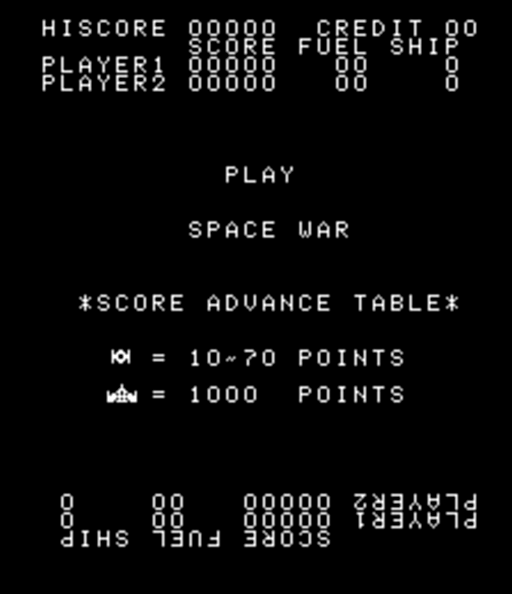 HISCORE 00000 CREDIT 00
SCORE FUEL SHIP
PLAYER1 00000 00 0
PLAYER2 00000 00 0
PLAY
SPACE WAR
*SCORE ADVANCE TABLE*
= 10~70 POINTS
= 1000 POINTS
SCORE FUEL SHIP
PLAYER1 00000 00 0
PLAYER2 00000 00 0